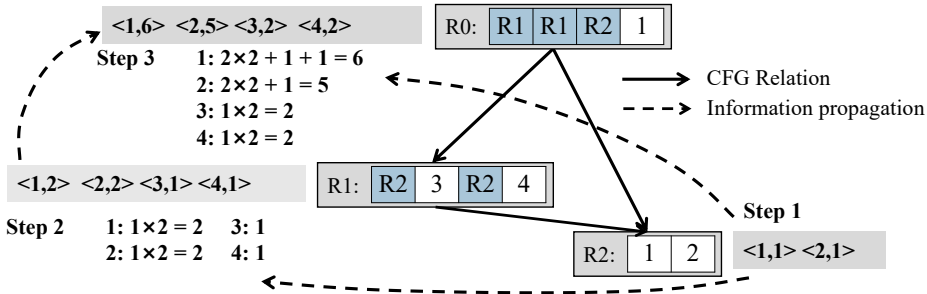 <1,6> <2,5> <3,2> <4,2>
R0: R1 R1 R2 1
Step 3 1: 2×2 + 1 + 1 = 6
2: 2×2 + 1 = 5
3: 1×2 = 2
4: 1×2 = 2
CFG Relation
Information propagation
<1,2> <2,2> <3,1> <4,1>
R1: R2 3 R2 4
Step 2 1: 1×2 = 2 3: 1
2: 1×2 = 2 4: 1
Step 1
R2: 1 2
<1,1> <2,1>